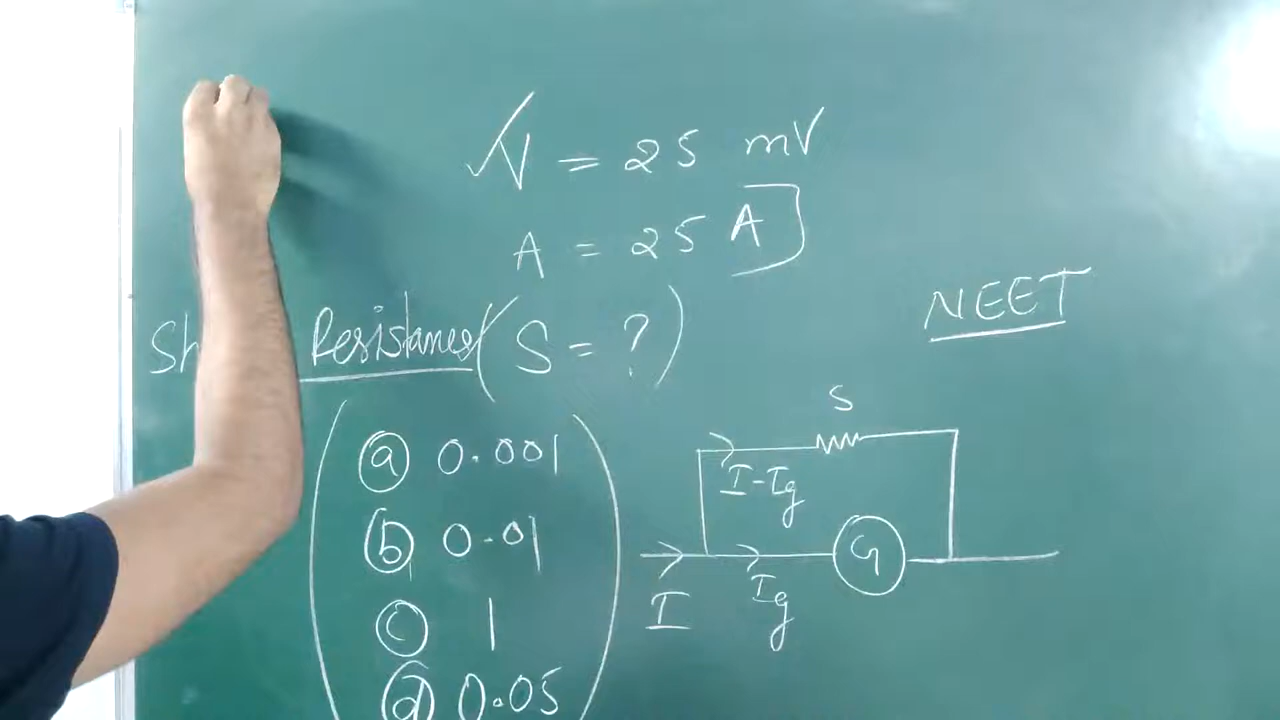 V = 25 mV
A = 25 A
NEET
Sh Resistance (S = ?)
S
ⓐ 0.001
I-Ig
ⓑ 0.01
G
I
Ig
ⓒ 1
ⓓ 0.05